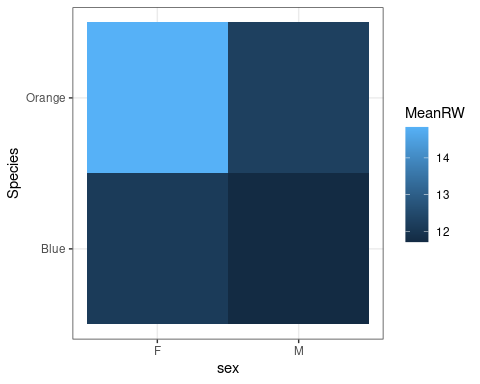 Orange
Blue
Species
F
M
sex
MeanRW
14
13
12